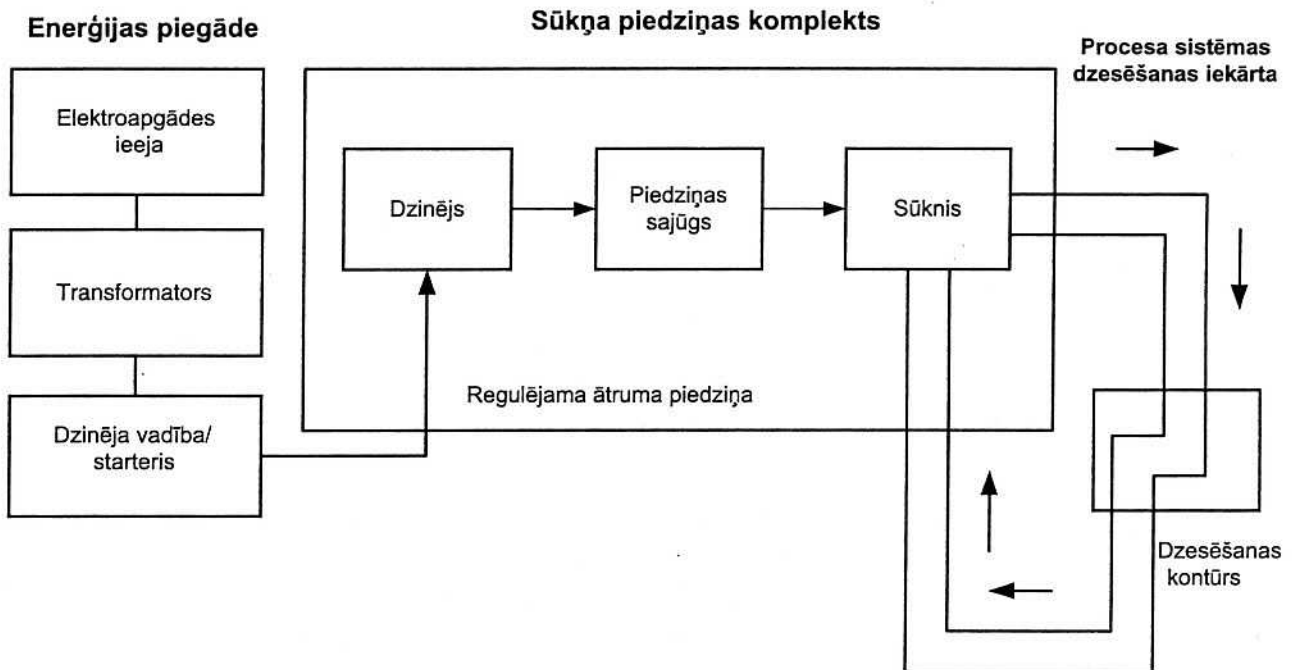 Enerģijas piegāde
Sūkņa piedziņas komplekts
Procesa sistēmas
dzesēšanas iekārta
Elektroapgādes
ieeja
Transformators
Dzinēja vadība/
starteris
Dzinējs
Piedziņas
sajūgs
Sūknis
Regulējama ātruma piedziņa
Dzesēšanas
kontūrs